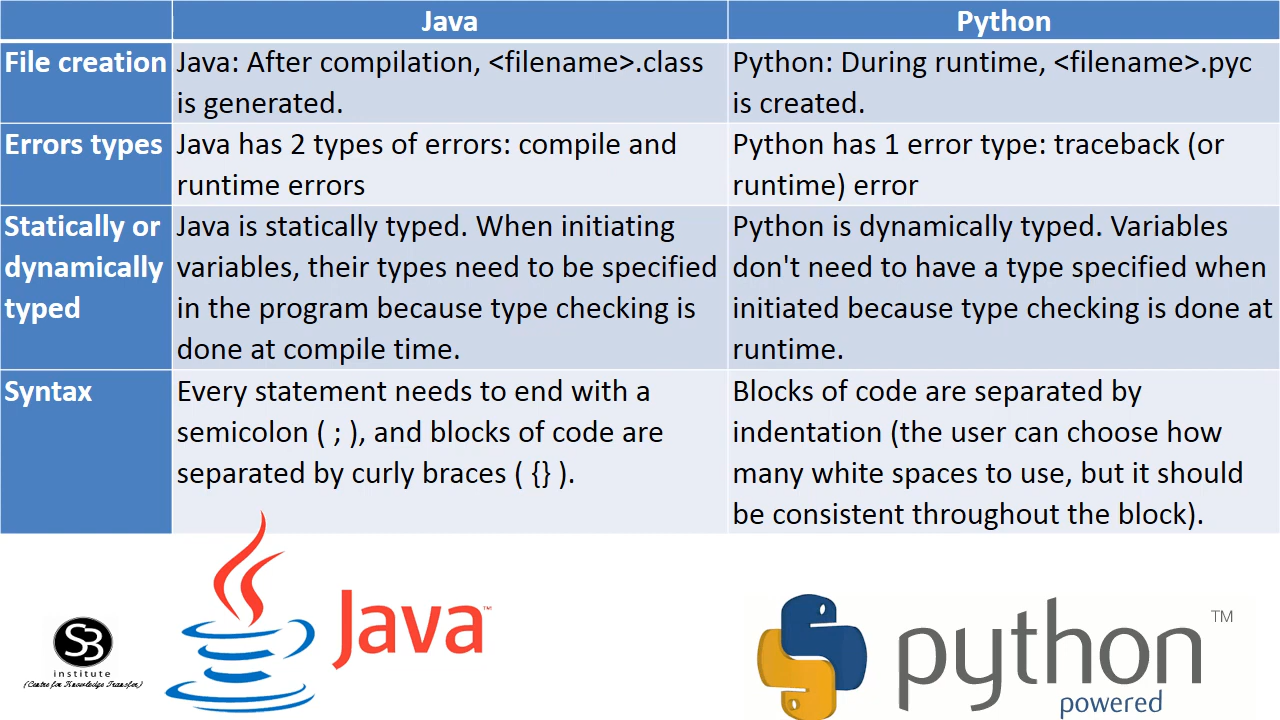 Java
Python
File creation
Java: After compilation, <filename>.class
is generated.
Python: During runtime, <filename>.pyc
is created.
Errors types
Java has 2 types of errors: compile and
runtime errors
Python has 1 error type: traceback (or
runtime) error
Statically or
dynamically
typed
Java is statically typed. When initiating
variables, their types need to be specified
in the program because type checking is
done at compile time.
Python is dynamically typed. Variables
don't need to have a type specified when
initiated because type checking is done at
runtime.
Syntax
Every statement needs to end with a
semicolon ( ; ), and blocks of code are
separated by curly braces ( {} ).
Blocks of code are separated by
indentation (the user can choose how
many white spaces to use, but it should
be consistent throughout the block).
SB
institute
(Centre for Knowledge Transfer)
Java™
python™
powered